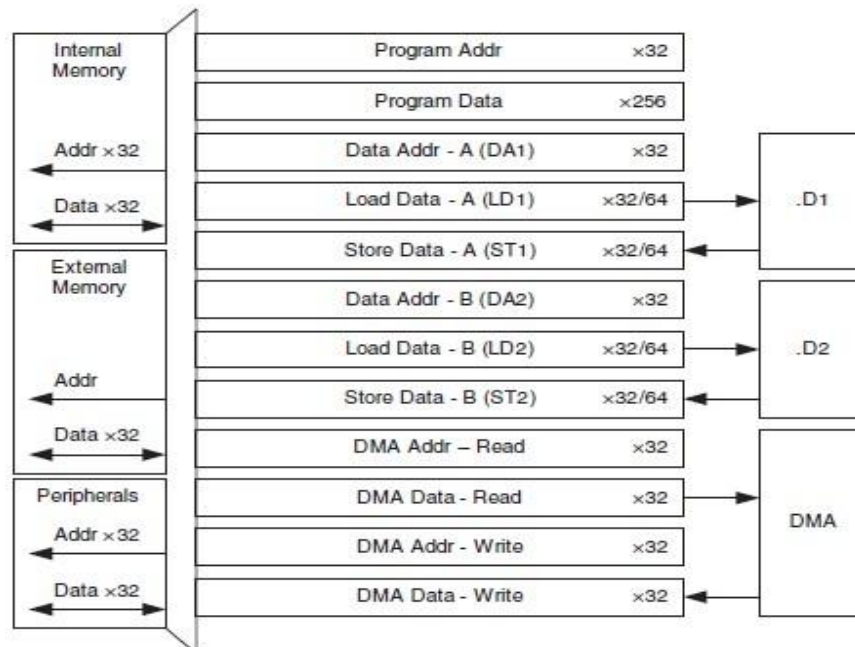 Internal
Memory
Addr ×32
Data ×32
External
Memory
Addr
Data ×32
Peripherals
Addr ×32
Data ×32
Program Addr ×32
Program Data ×256
Data Addr - A (DA1) ×32
Load Data - A (LD1) ×32/64
Store Data - A (ST1) ×32/64
Data Addr - B (DA2) ×32
Load Data - B (LD2) ×32/64
Store Data - B (ST2) ×32/64
DMA Addr – Read ×32
DMA Data - Read ×32
DMA Addr - Write ×32
DMA Data - Write ×32
.D1
.D2
DMA